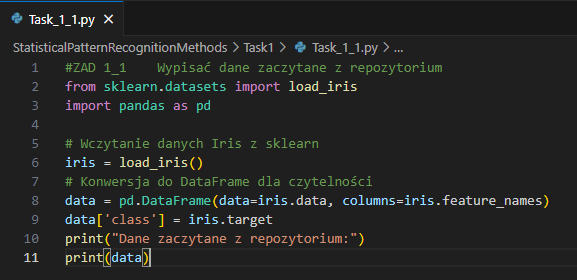 Task_1_1.py ×
StatisticalPatternRecognitionMethods > Task1 > Task_1_1.py > ...
1 #ZAD 1_1    Wypisać dane zaczytane z repozytorium
2 from sklearn.datasets import load_iris
3 import pandas as pd
4
5 # Wczytanie danych Iris z sklearn
6 iris = load_iris()
7 # Konwersja do DataFrame dla czytelności
8 data = pd.DataFrame(data=iris.data, columns=iris.feature_names)
9 data['class'] = iris.target
10 print("Dane zaczytane z repozytorium:")
11 print(data)